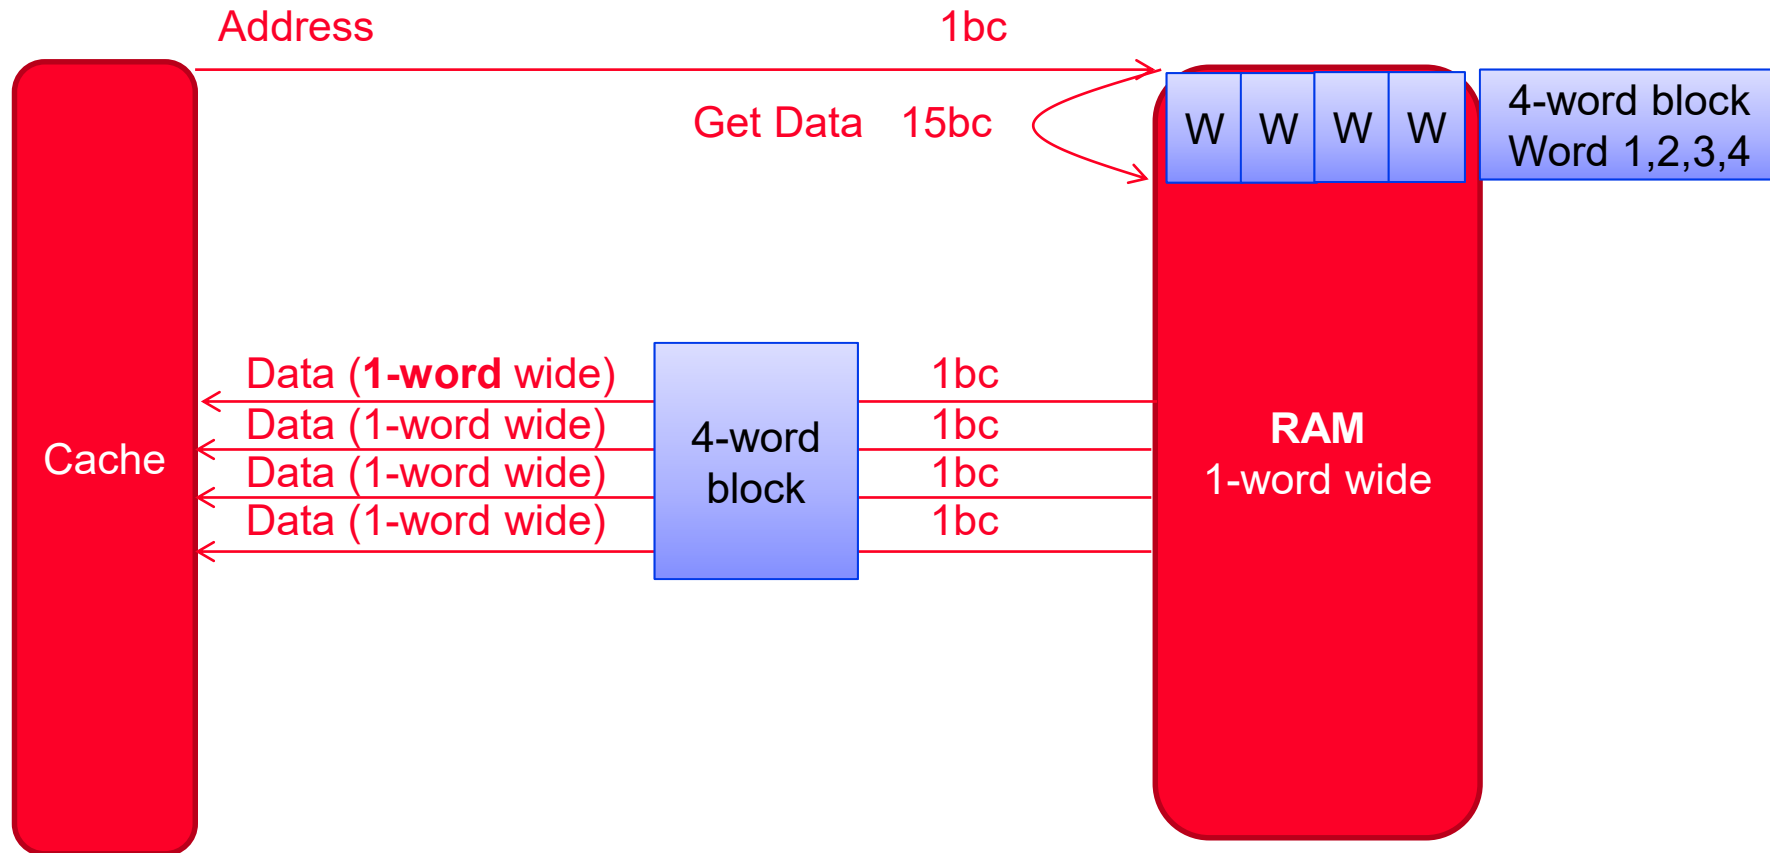 Address 1bc
Get Data 15bc
W W W W
4-word block
Word 1,2,3,4
Data (1-word wide) 1bc
Data (1-word wide) 1bc
Data (1-word wide) 1bc
Data (1-word wide) 1bc
4-word
block
Cache
RAM
1-word wide